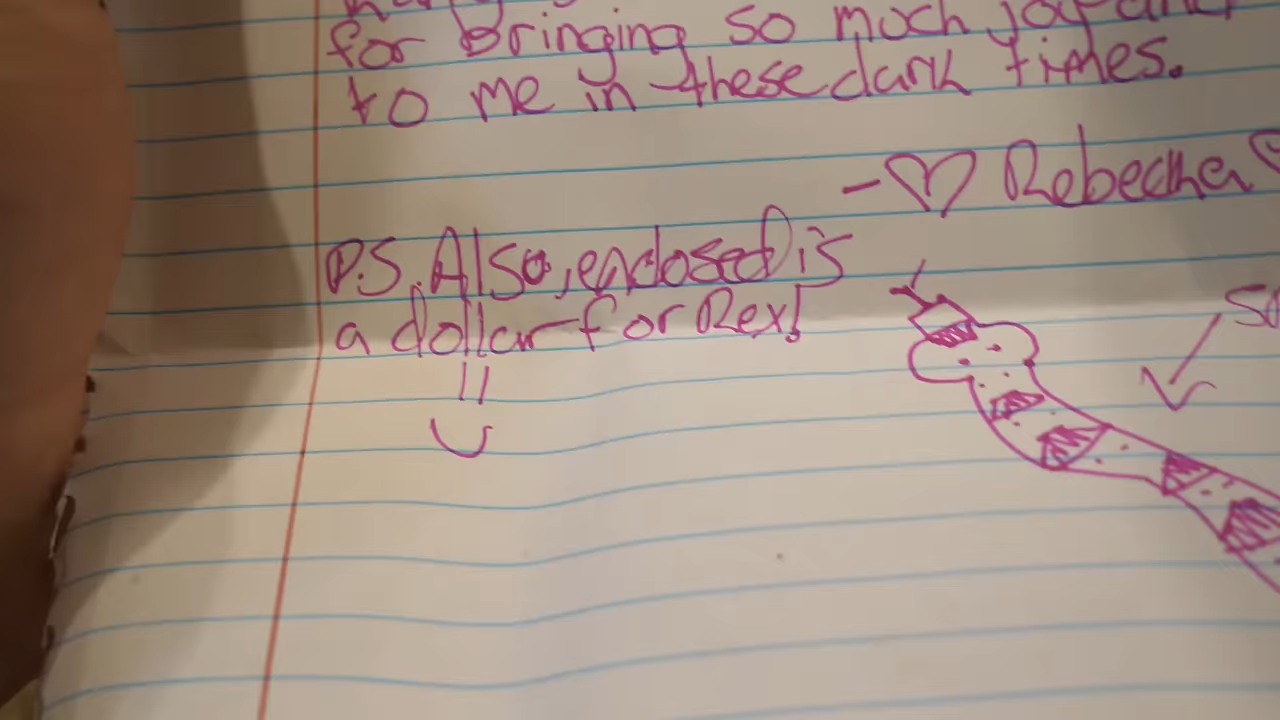 for Bringing so much joy and
to me in these dark times.
-♡ Rebecka ♡
P.S. Also, enclosed is
a dollar for Rex!